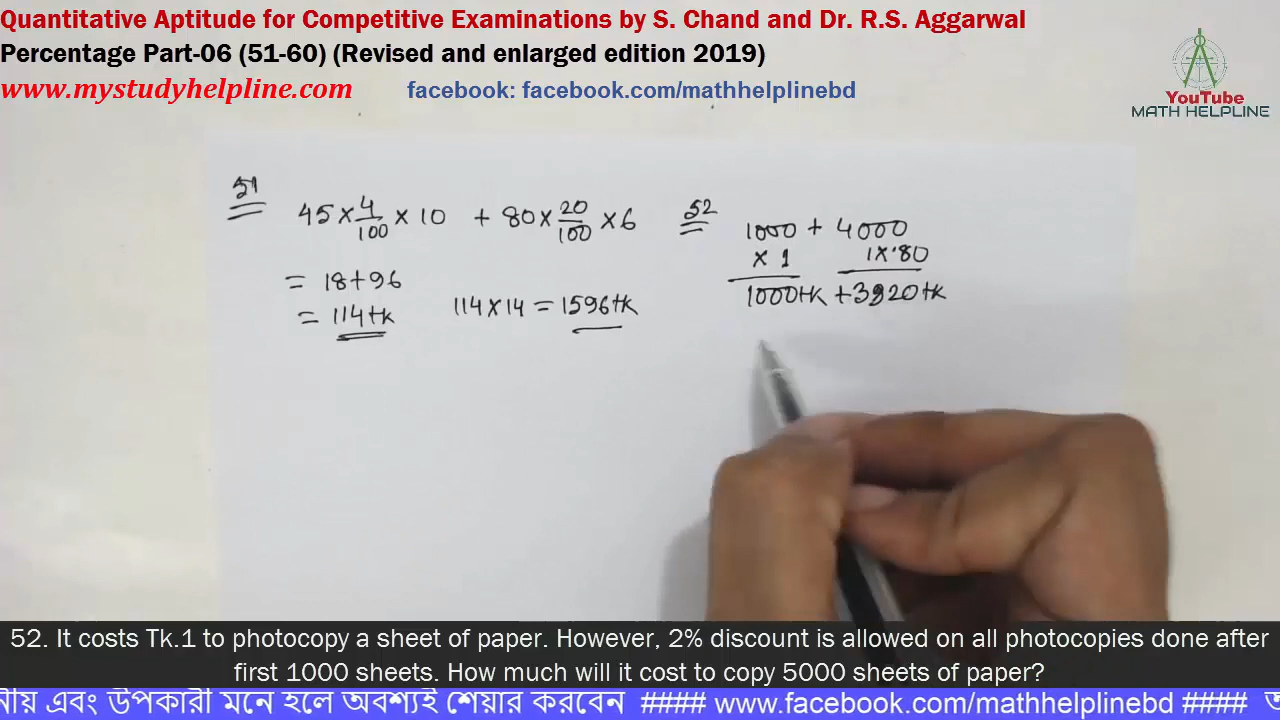 Quantitative Aptitude for Competitive Examinations by S. Chand and Dr. R.S. Aggarwal
Percentage Part-06 (51-60) (Revised and enlarged edition 2019)
www.mystudyhelpline.com facebook: facebook.com/mathhelplinebd
YouTube
MATH HELPLINE
51
45 × 4/100 × 10 + 80 × 20/100 × 6
= 18+96
= 114tk 114×14 = 1596tk
52
1000 + 4000
× 1 1×.80
1000tk + 3920tk
52. It costs Tk.1 to photocopy a sheet of paper. However, 2% discount is allowed on all photocopies done after
first 1000 sheets. How much will it cost to copy 5000 sheets of paper?
এবং উপকারী মনে হলে অবশ্যই শেয়ার করবেন #### www.facebook.com/mathhelplinebd ####